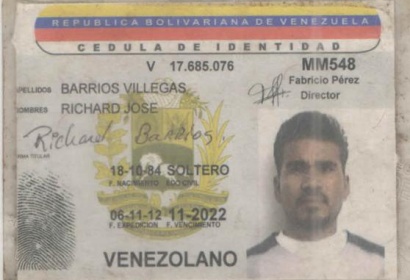 REPUBLICA BOLIVARIANA DE VENEZUELA
CEDULA DE IDENTIDAD
V 17.685.076 MM548
Fabricio Pérez
Director
APELLIDOS BARRIOS VILLEGAS
NOMBRES RICHARD JOSE
Richard Barrios
FIRMA TITULAR
18-10-84 SOLTERO
F. NACIMIENTO EDO CIVIL
06-11-12 11-2022
F. EXPEDICION F. VENCIMIENTO
VENEZOLANO